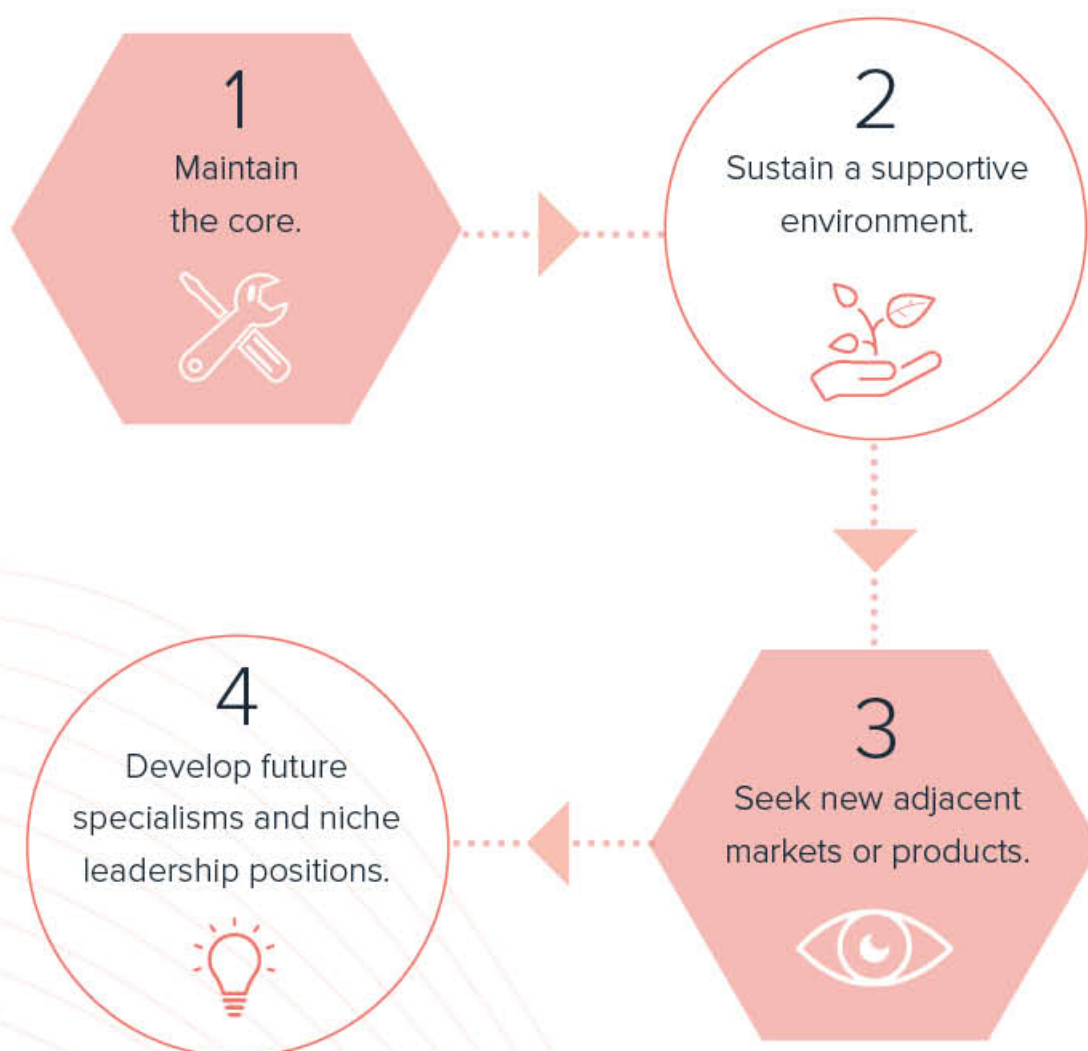 1
Maintain
the core.
2
Sustain a supportive
environment.
3
Seek new adjacent
markets or products.
4
Develop future
specialisms and niche
leadership positions.